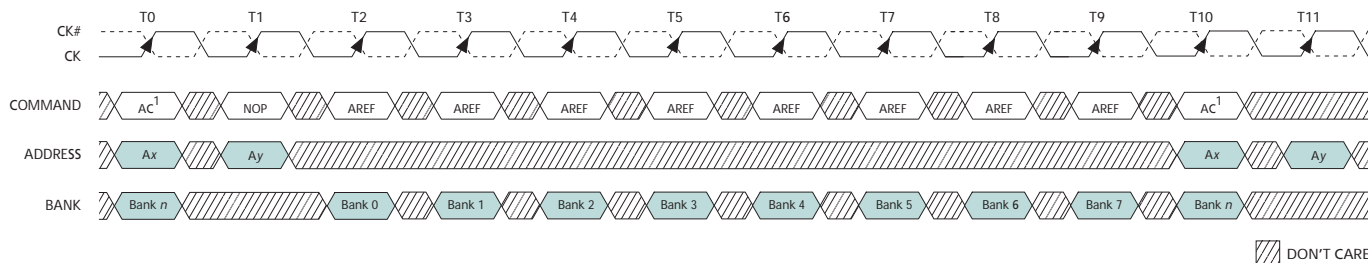 T0 T1 T2 T3 T4 T5 T6 T7 T8 T9 T10 T11
CK#
CK
COMMAND AC1 NOP AREF AREF AREF AREF AREF AREF AREF AREF AC1
ADDRESS Ax Ay Ax Ay
BANK Bank n Bank 0 Bank 1 Bank 2 Bank 3 Bank 4 Bank 5 Bank 6 Bank 7 Bank n
DON'T CARE